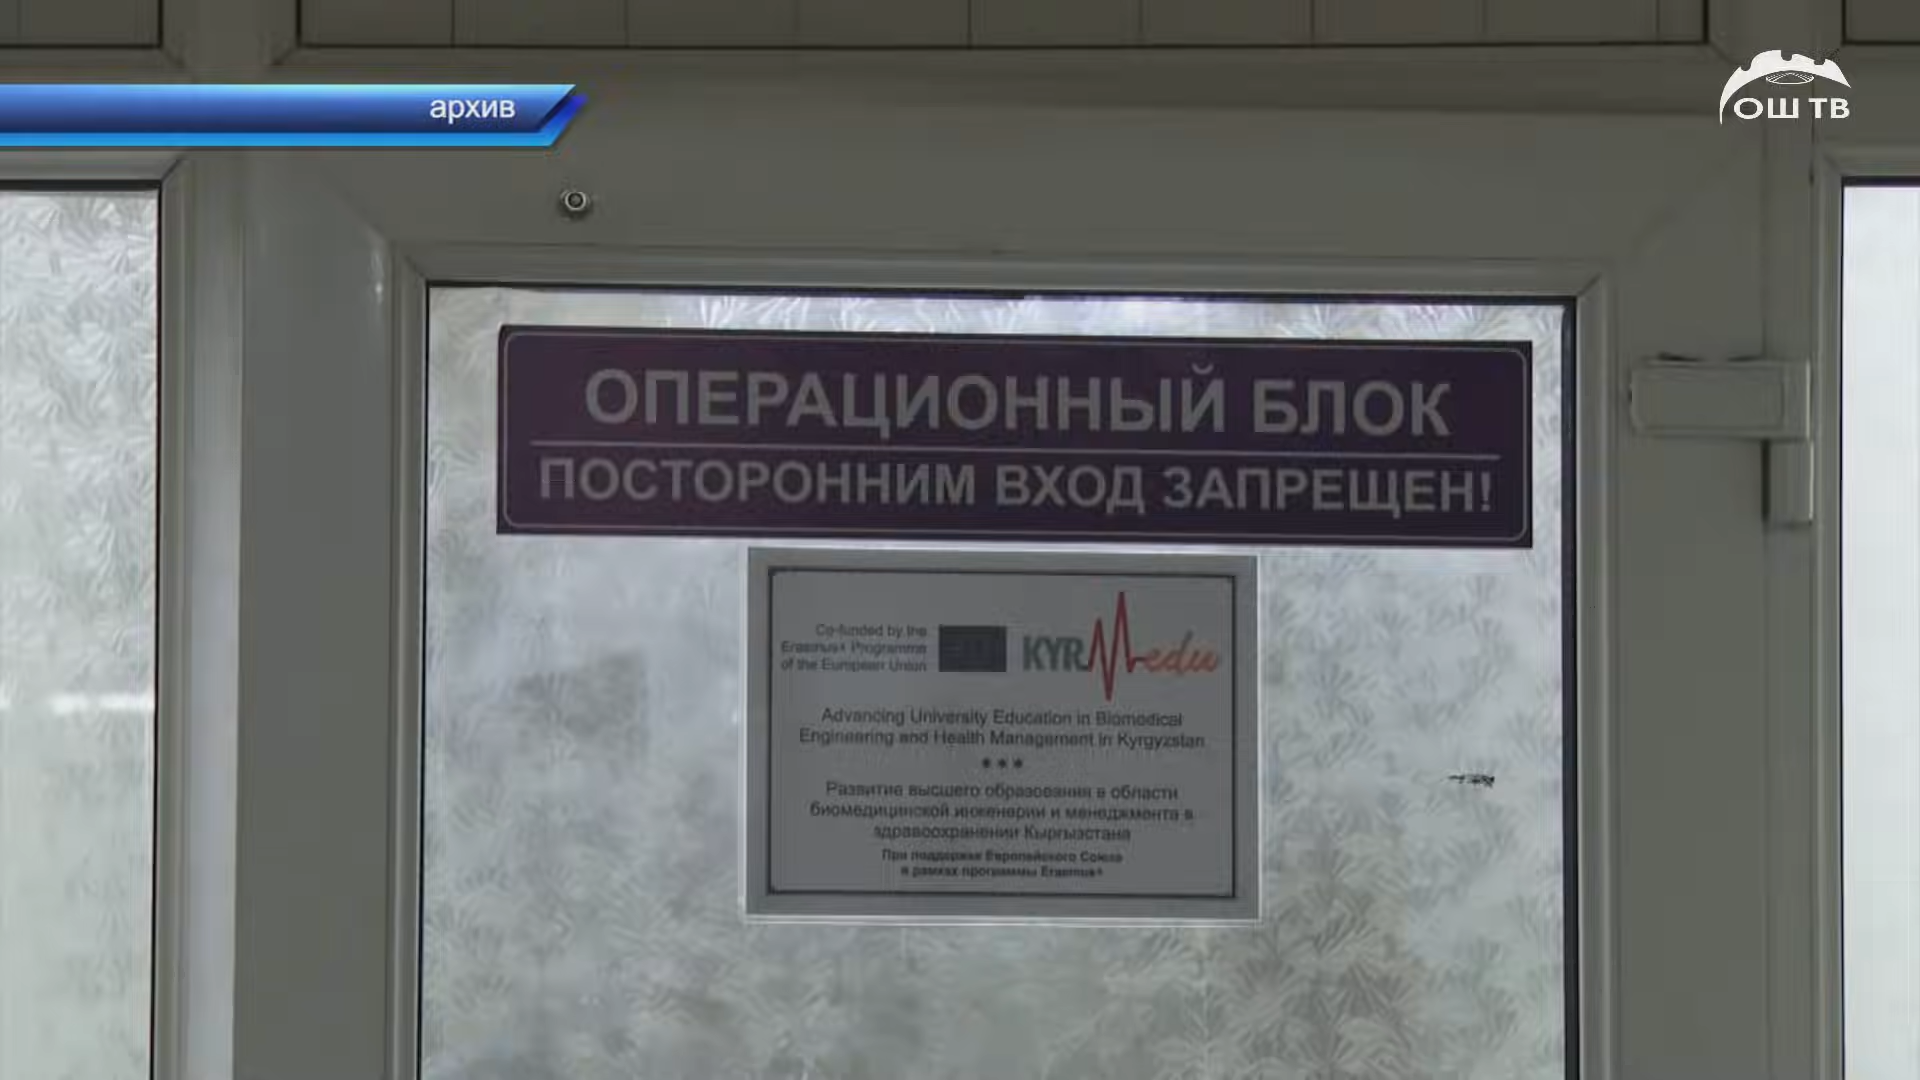 архив
ОШ ТВ
ОПЕРАЦИОННЫЙ БЛОК
ПОСТОРОННИМ ВХОД ЗАПРЕЩЕН!
Co-funded by the
Erasmus+ Programme
of the European Union
KYRMedu
Advancing University Education in Biomedical
Engineering and Health Management in Kyrgyzstan
***
Развитие высшего образования в области
биомедицинской инженерии и менеджмента в
здравоохранении Кыргызстана
При поддержке Европейского Союза
в рамках программы Erasmus+